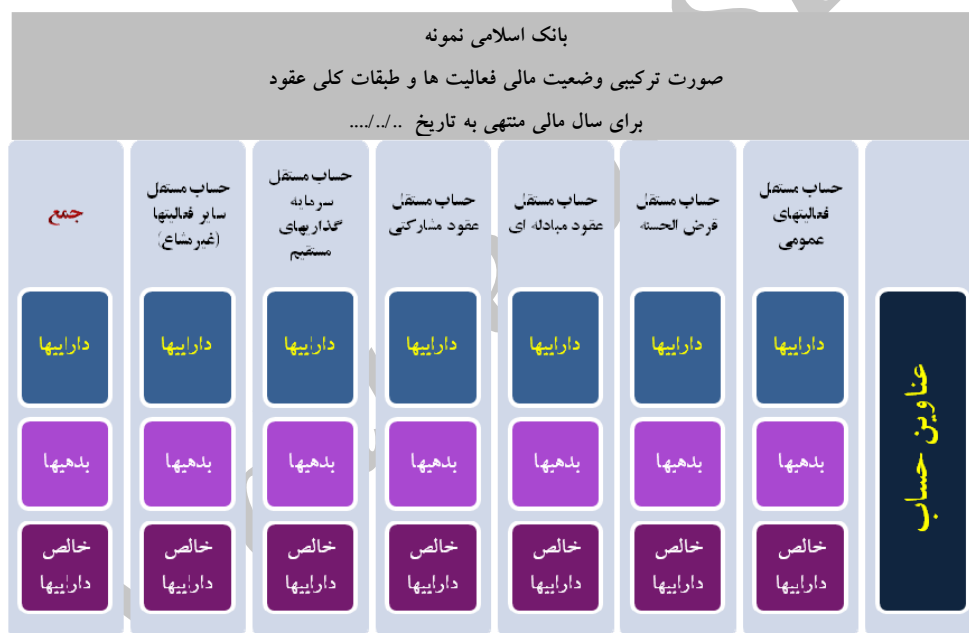 بانک اسلامی نمونه
صورت ترکیبی وضعیت مالی فعالیت ها و طبقات کلی عقود
برای سال مالی منتهی به تاریخ ../../....
عناوین حساب
حساب مستقل
فعالیتهای
عمومی
داراییها
بدهیها
خالص
داراییها
حساب مستقل
قرض الحسنه
داراییها
بدهیها
خالص
داراییها
حساب مستقل
عقود مبادله ای
داراییها
بدهیها
خالص
داراییها
حساب مستقل
عقود مشارکتی
داراییها
بدهیها
خالص
داراییها
حساب مستقل
سرمایه
گذاریهای
مستقیم
داراییها
بدهیها
خالص
داراییها
حساب مستقل
سایر فعالیتها
(غیرمشاع)
داراییها
بدهیها
خالص
داراییها
جمع
داراییها
بدهیها
خالص
داراییها